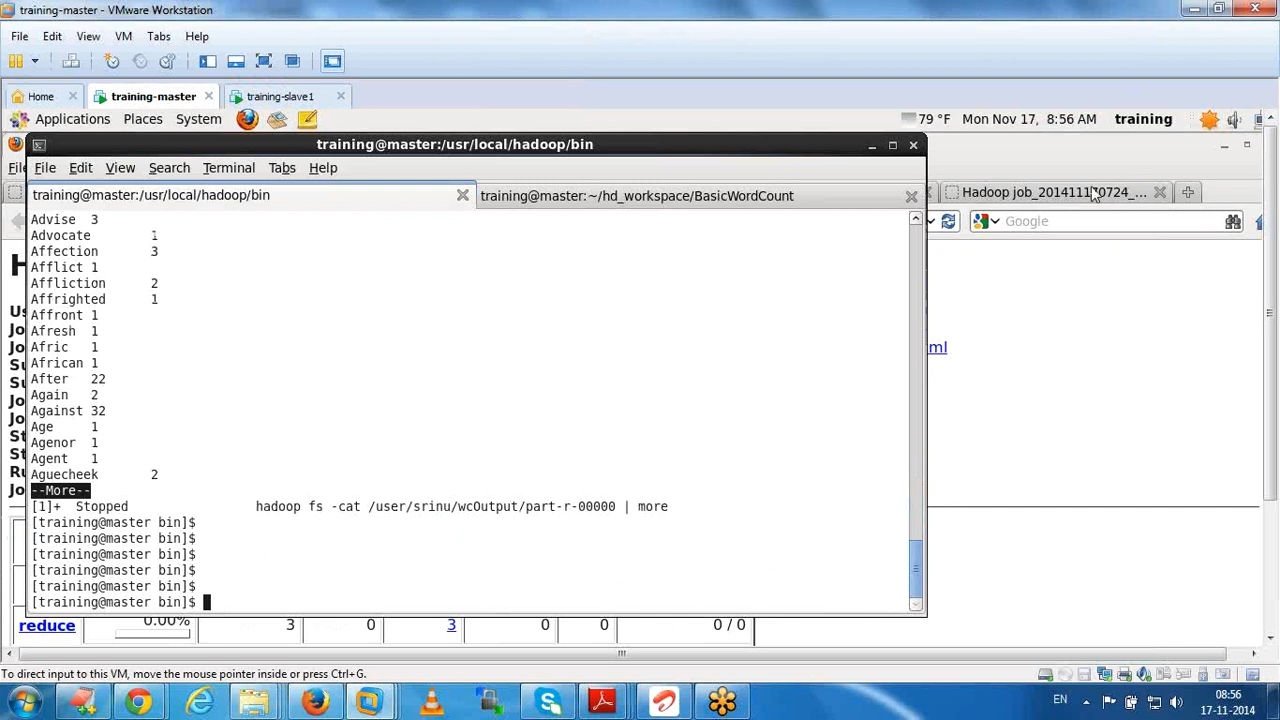 training-master - VMware Workstation
File Edit View VM Tabs Help
Home training-master training-slave1
Applications Places System 79 °F Mon Nov 17, 8:56 AM training
training@master:/usr/local/hadoop/bin
File Edit View Search Terminal Tabs Help
training@master:/usr/local/hadoop/bin training@master:~/hd_workspace/BasicWordCount
Google
Advise 3
Advocate 1
Affection 3
Afflict 1
Affliction 2
Affrighted 1
Affront 1
Afresh 1
Afric 1
African 1
After 22
Again 2
Against 32
Age 1
Agenor 1
Agent 1
Aguecheek 2
--More--
[1]+ Stopped hadoop fs -cat /user/srinu/wcOutput/part-r-00000 | more
[training@master bin]$
[training@master bin]$
[training@master bin]$
[training@master bin]$
[training@master bin]$
[training@master bin]$
reduce 0.00% 3 0 3 0 0 0 / 0
To direct input to this VM, move the mouse pointer inside or press Ctrl+G.
EN 08:56
17-11-2014